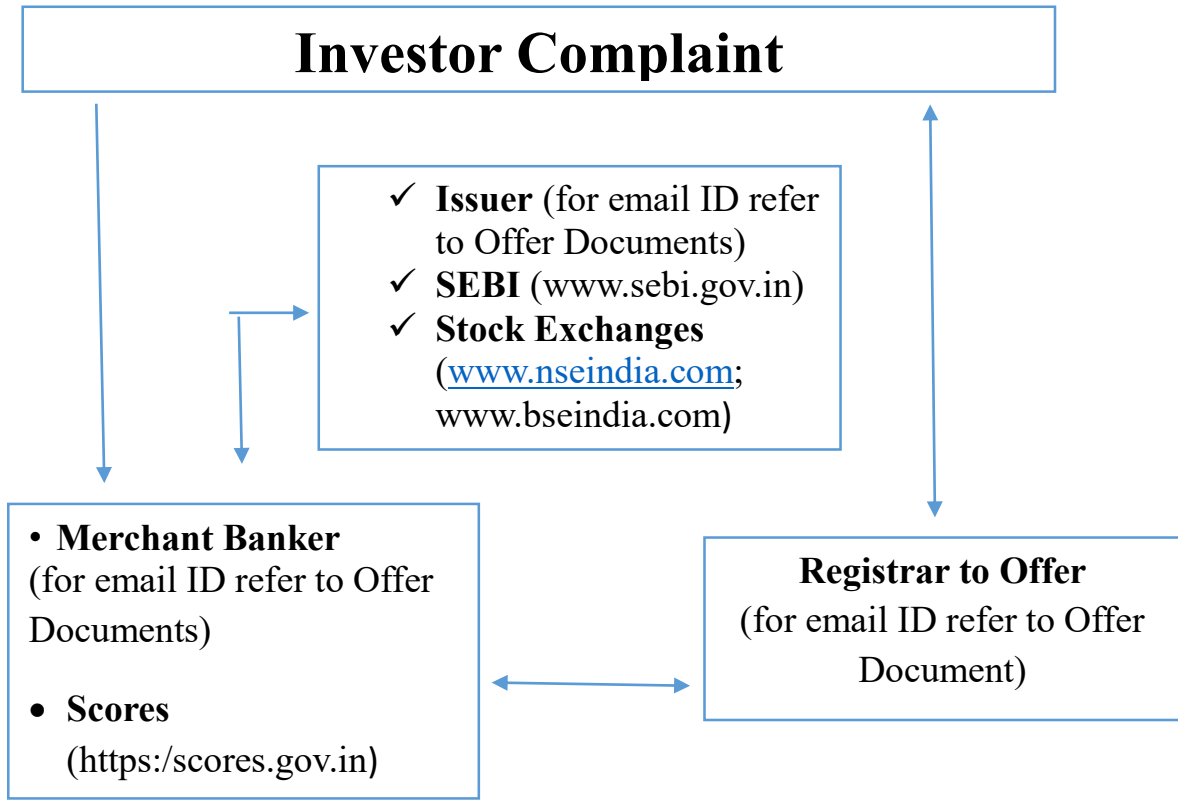 Investor Complaint
✓ Issuer (for email ID refer
to Offer Documents)
✓ SEBI (www.sebi.gov.in)
✓ Stock Exchanges
(www.nseindia.com;
www.bseindia.com)
• Merchant Banker
(for email ID refer to Offer
Documents)
• Scores
(https:/scores.gov.in)
Registrar to Offer
(for email ID refer to Offer
Document)